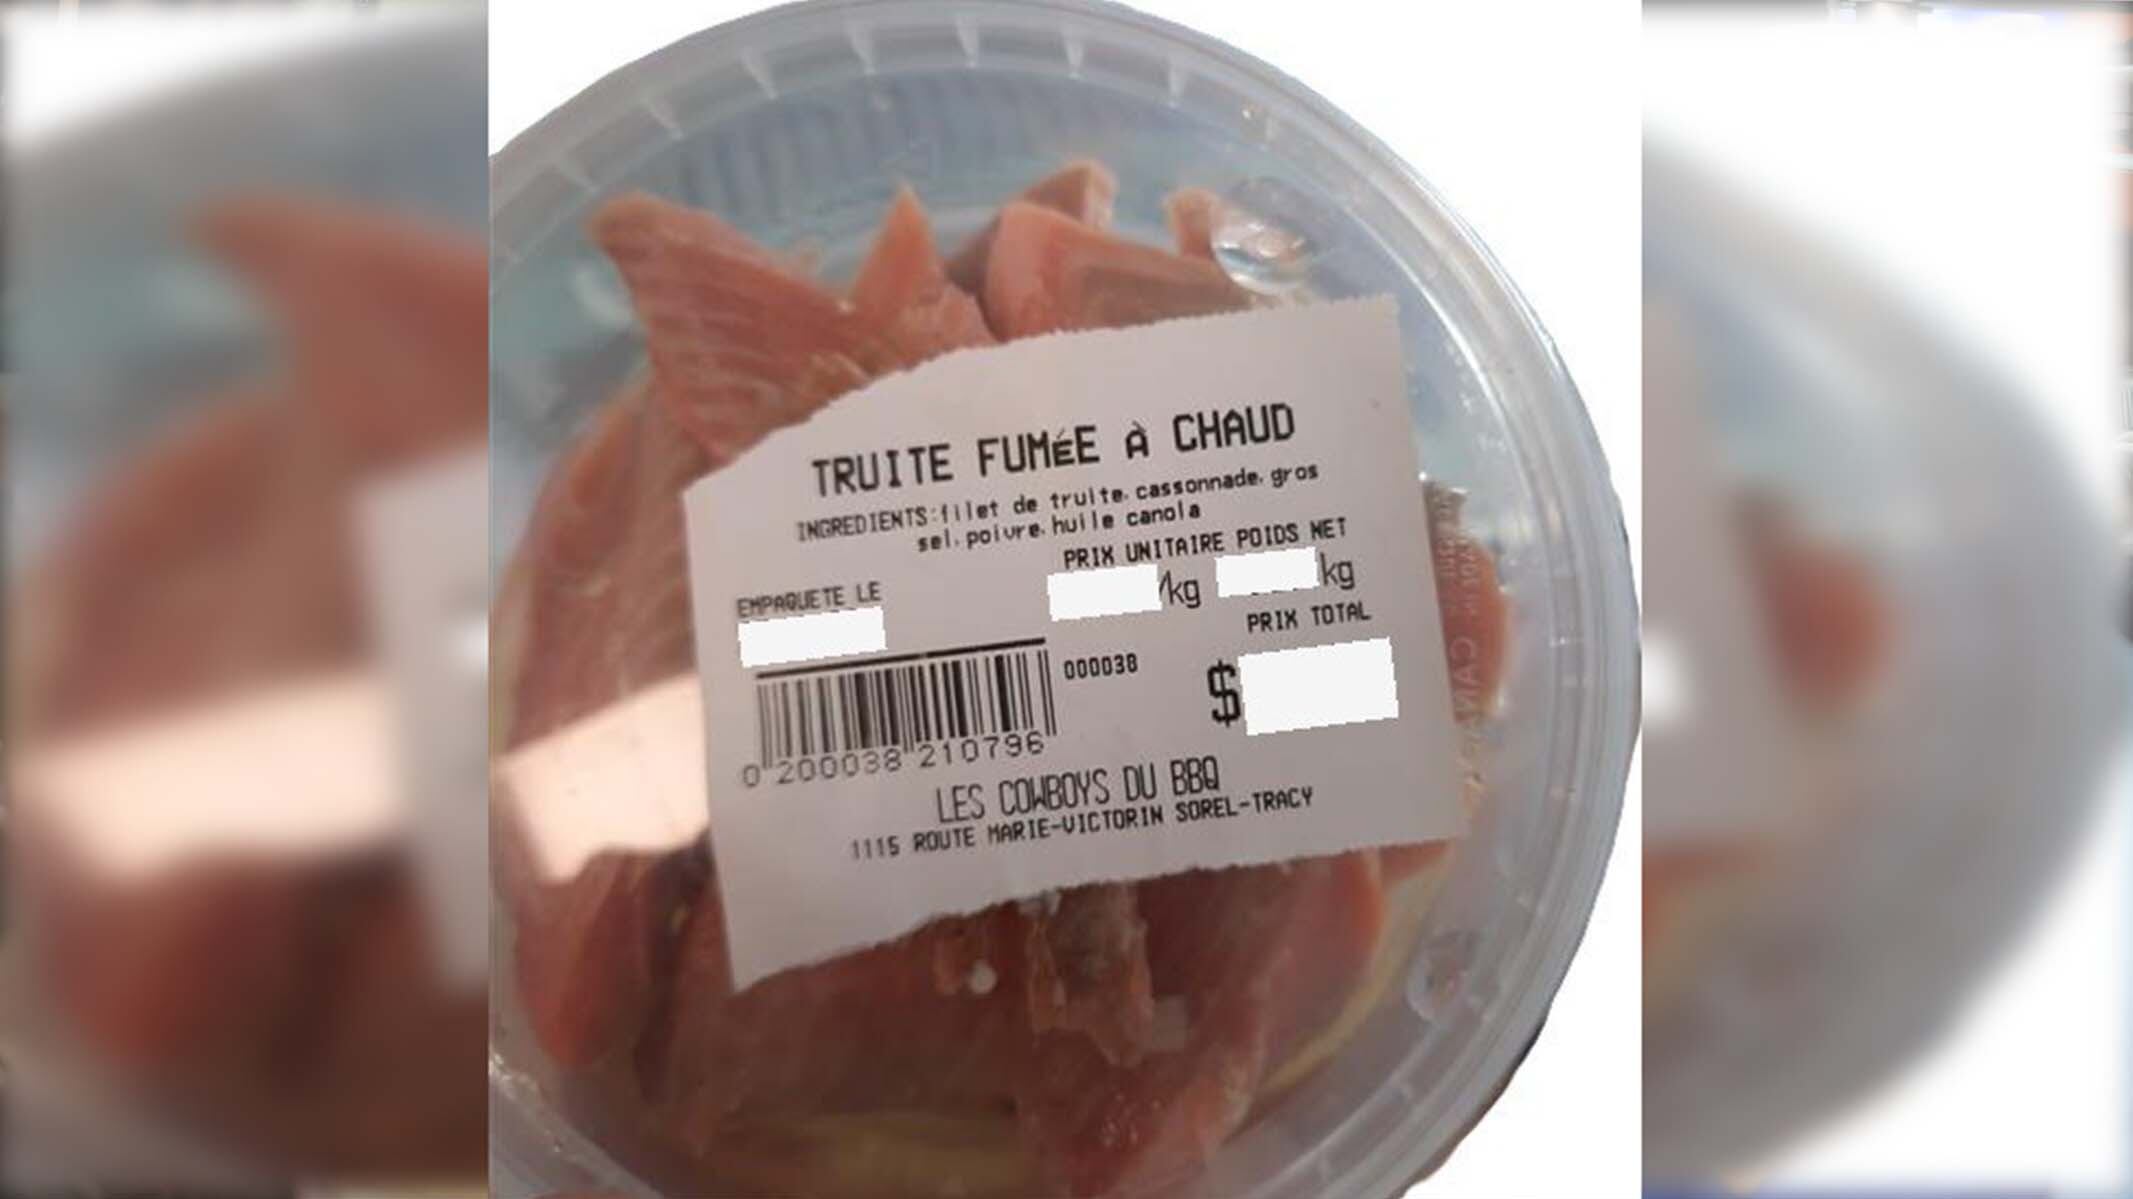 TRUITE FUMÉE À CHAUD
INGREDIENTS:filet de truite, cassonnade, gros
sel, poivre, huile canola
PRIX UNITAIRE POIDS NET
/kg kg
EMPAQUETE LE
PRIX TOTAL
000038
$
0 200038 210796
LES COWBOYS DU BBQ
1115 ROUTE MARIE-VICTORIN SOREL-TRACY